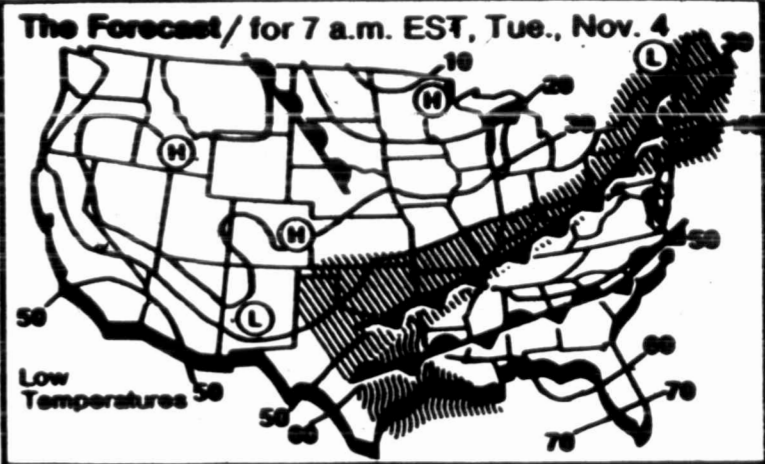 The Forecast / for 7 a.m. EST, Tue., Nov. 4
L
10
H
20
30
H
H
50
L
50
60
70
70
50
50
60
Low
Temperatures